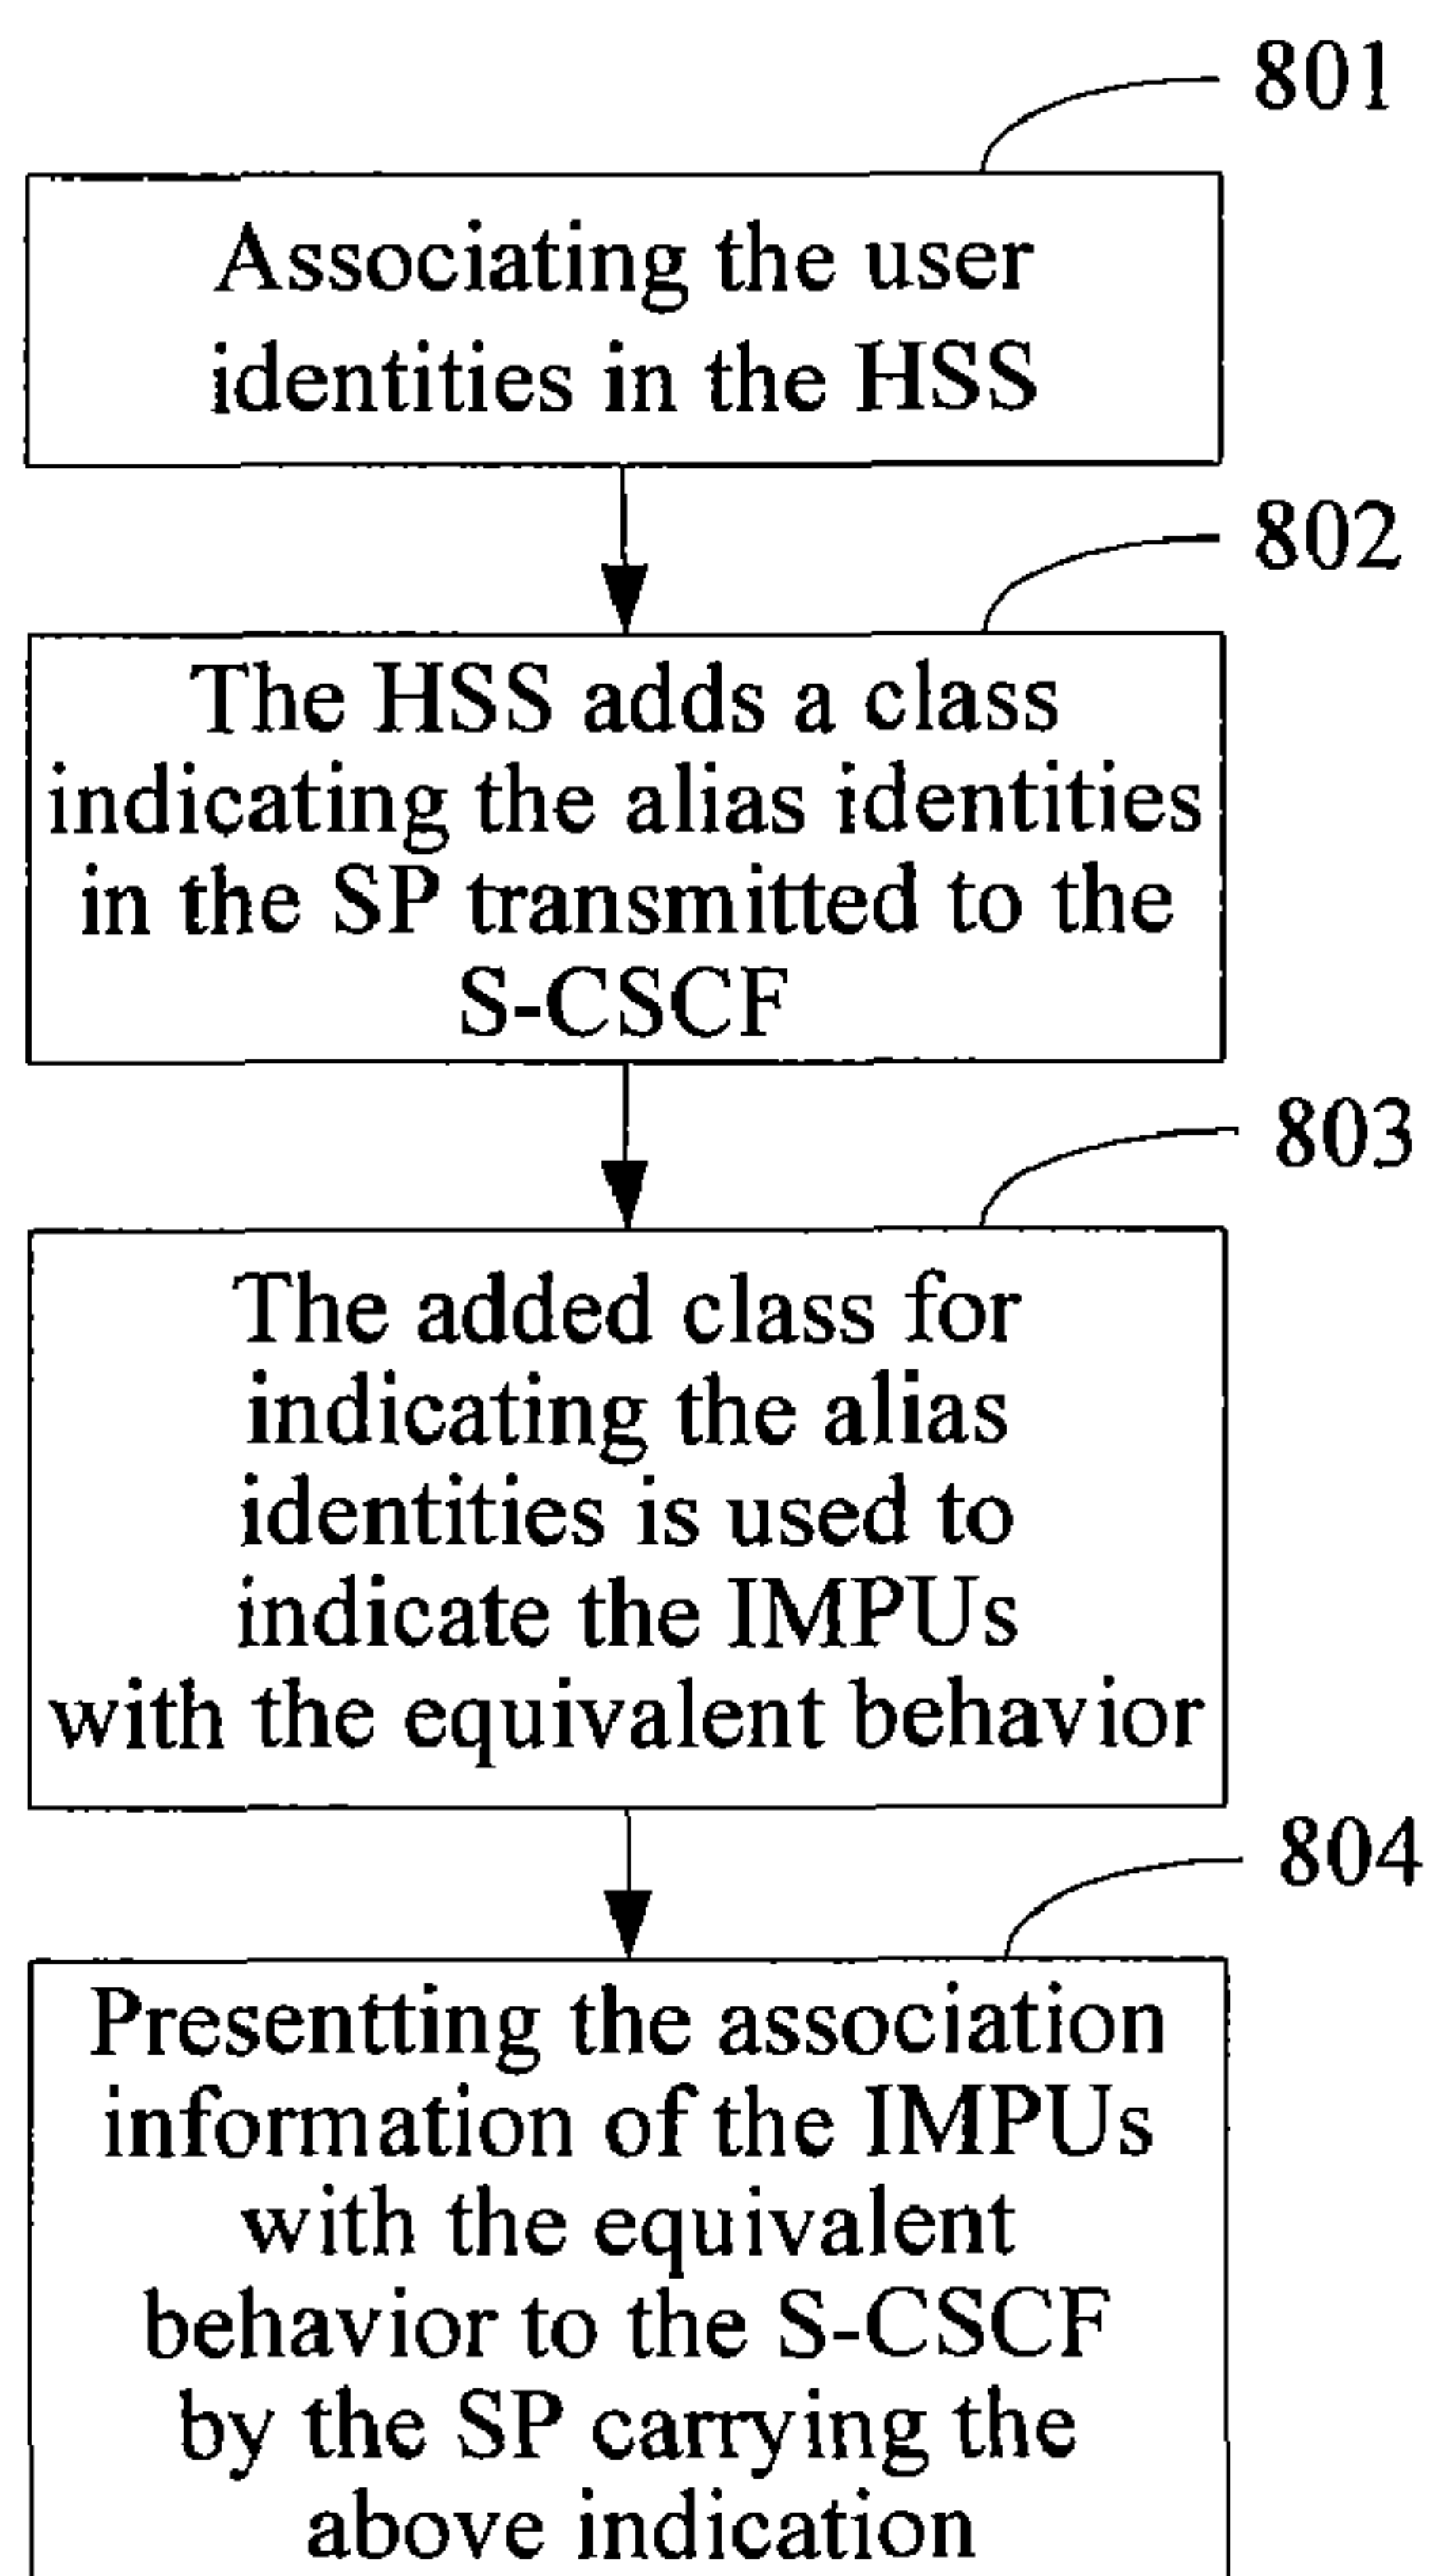 801
Associating the user
identities in the HSS
802
The HSS adds a class
indicating the alias identities
in the SP transmitted to the
S-CSCF
803
The added class for
indicating the alias
identities is used to
indicate the IMPUs
with the equivalent behavior
804
Presentting the association
information of the IMPUs
with the equivalent
behavior to the S-CSCF
by the SP carrying the
above indication